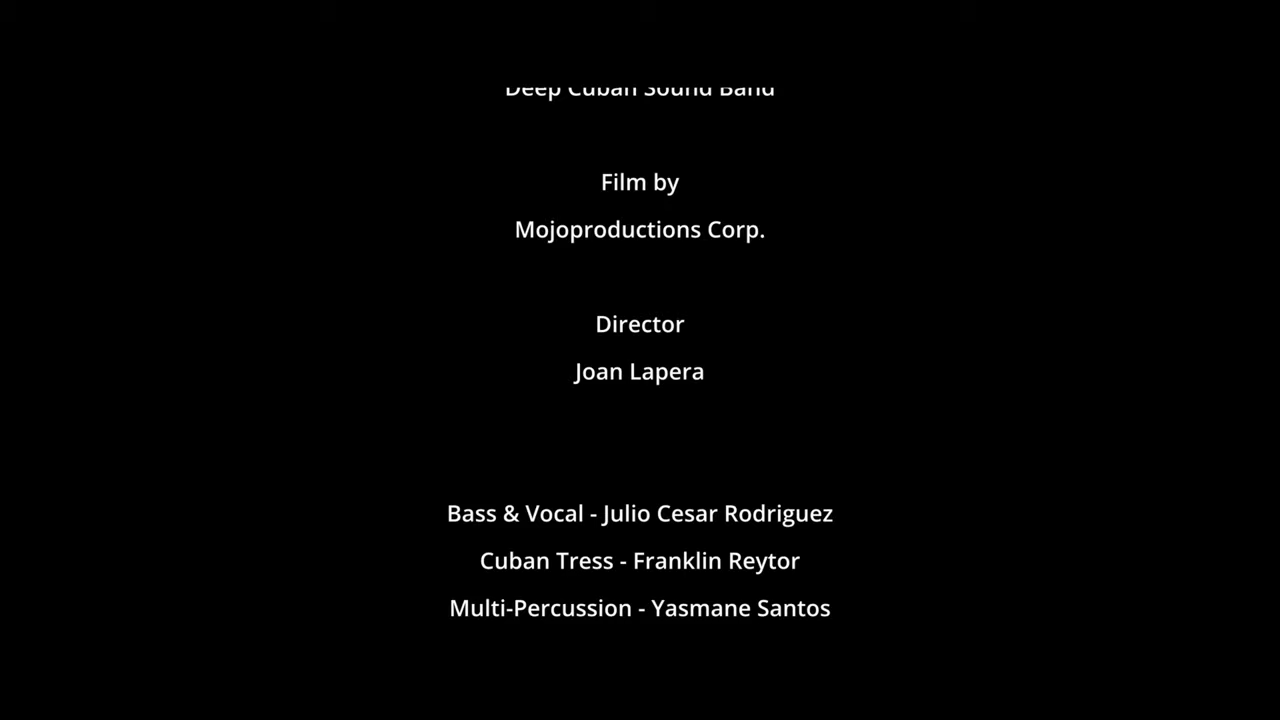 Deep Cuban Sound Band
Film by
Mojoproductions Corp.
Director
Joan Lapera
Bass & Vocal - Julio Cesar Rodriguez
Cuban Tress - Franklin Reytor
Multi-Percussion - Yasmane Santos